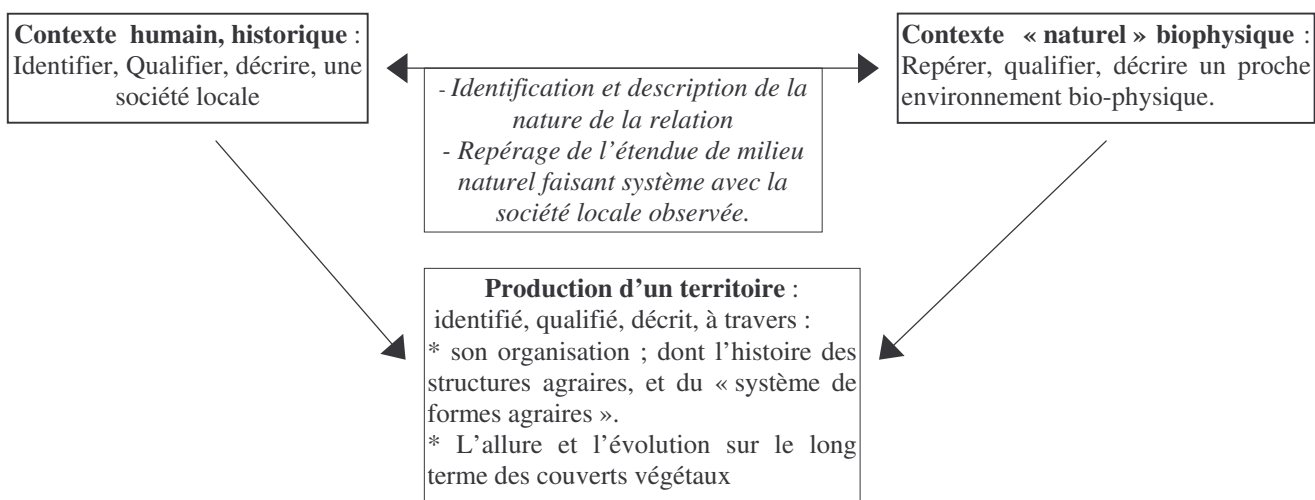 Contexte humain, historique :
Identifier, Qualifier, décrire, une
société locale
Contexte « naturel » biophysique :
Repérer, qualifier, décrire un proche
environnement bio-physique.
- Identification et description de la
nature de la relation
- Repérage de l’étendue de milieu
naturel faisant système avec la
société locale observée.
Production d’un territoire :
identifié, qualifié, décrit, à travers :
* son organisation ; dont l’histoire des
structures agraires, et du « système de
formes agraires ».
* L’allure et l’évolution sur le long
terme des couverts végétaux